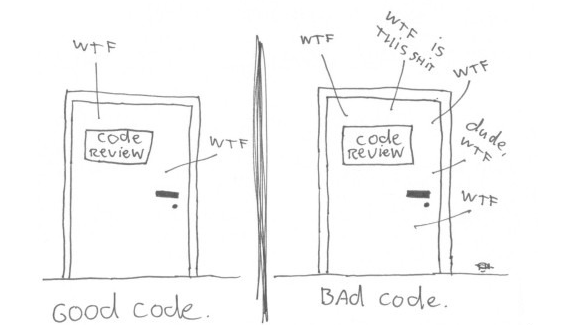 WTF
code
REVIEW
WTF
GOOD code.
WTF
WTF is
THIS SHIT
WTF
code
REVIEW
dude,
WTF
WTF
BAd code.